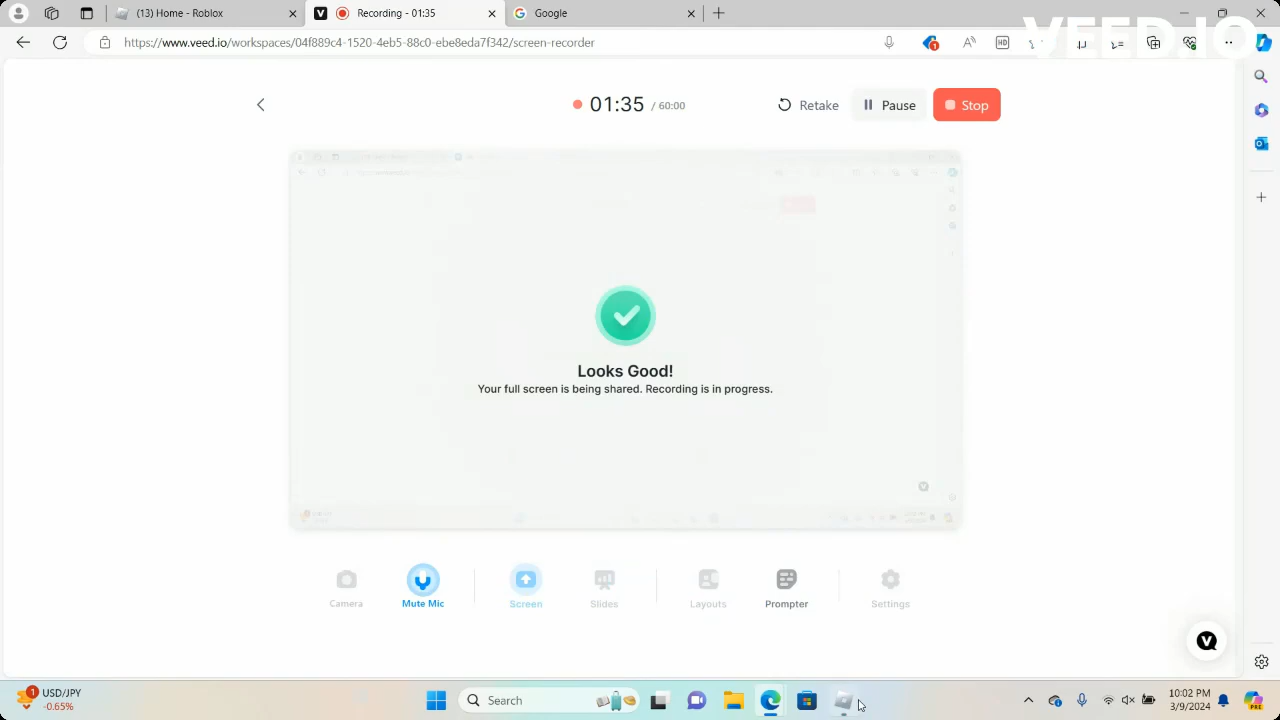 (13) Home - Roblox
Recording - 01:35
Google
VEED.IO
https://www.veed.io/workspaces/04f889c4-1520-4eb5-88c0-ebe8eda7f342/screen-recorder
01:35 / 60:00
Retake
Pause
Stop
Looks Good!
Your full screen is being shared. Recording is in progress.
Camera
Mute Mic
Screen
Slides
Layouts
Prompter
Settings
1 USD/JPY
-0.65%
Search
10:02 PM
3/9/2024